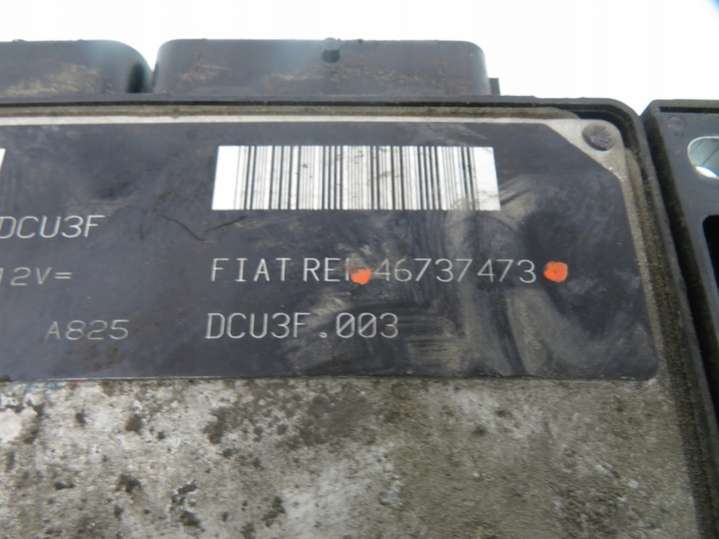 DCU3F
12V=
FIAT REF 46737473
A825
DCU3F.003